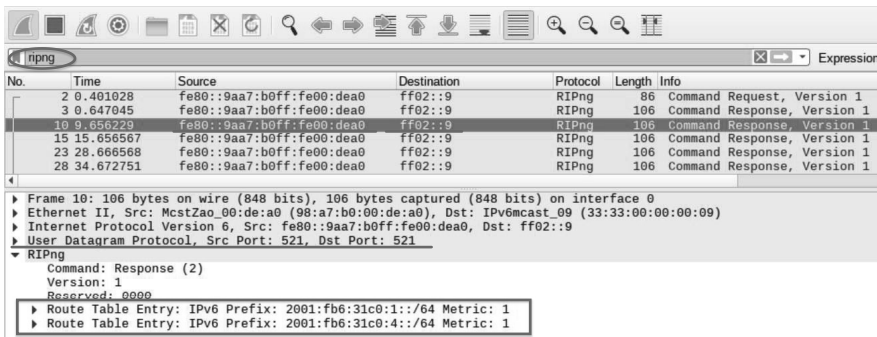 ripng
Expression
No. Time Source Destination Protocol Length Info
2 0.401028 fe80::9aa7:b0ff:fe00:dea0 ff02::9 RIPng 86 Command Request, Version 1
3 0.647045 fe80::9aa7:b0ff:fe00:dea0 ff02::9 RIPng 106 Command Response, Version 1
10 9.656229 fe80::9aa7:b0ff:fe00:dea0 ff02::9 RIPng 106 Command Response, Version 1
15 15.656567 fe80::9aa7:b0ff:fe00:dea0 ff02::9 RIPng 106 Command Response, Version 1
23 28.666568 fe80::9aa7:b0ff:fe00:dea0 ff02::9 RIPng 106 Command Response, Version 1
28 34.672751 fe80::9aa7:b0ff:fe00:dea0 ff02::9 RIPng 106 Command Response, Version 1
Frame 10: 106 bytes on wire (848 bits), 106 bytes captured (848 bits) on interface 0
Ethernet II, Src: McstZao_00:de:a0 (98:a7:b0:00:de:a0), Dst: IPv6mcast_09 (33:33:00:00:00:09)
Internet Protocol Version 6, Src: fe80::9aa7:b0ff:fe00:dea0, Dst: ff02::9
User Datagram Protocol, Src Port: 521, Dst Port: 521
RIPng
Command: Response (2)
Version: 1
Reserved: 0000
Route Table Entry: IPv6 Prefix: 2001:fb6:31c0:1::/64 Metric: 1
Route Table Entry: IPv6 Prefix: 2001:fb6:31c0:4::/64 Metric: 1